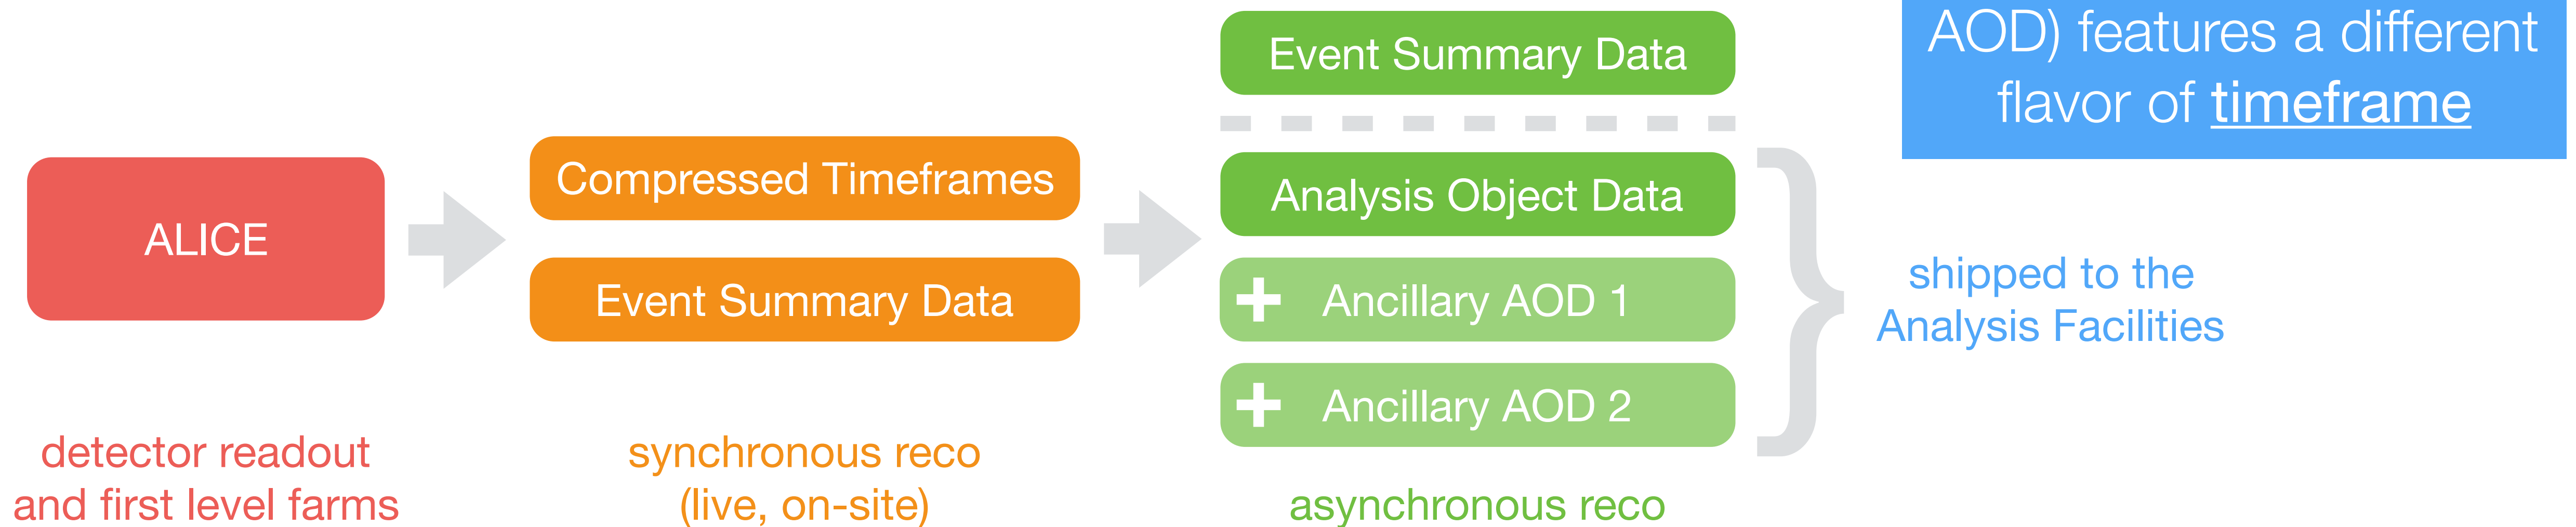 ALICE
detector readout
and first level farms
Compressed Timeframes
Event Summary Data
synchronous reco
(live, on-site)
Event Summary Data
Analysis Object Data
+ Ancillary AOD 1
+ Ancillary AOD 2
asynchronous reco
AOD) features a different
flavor of timeframe
shipped to the
Analysis Facilities